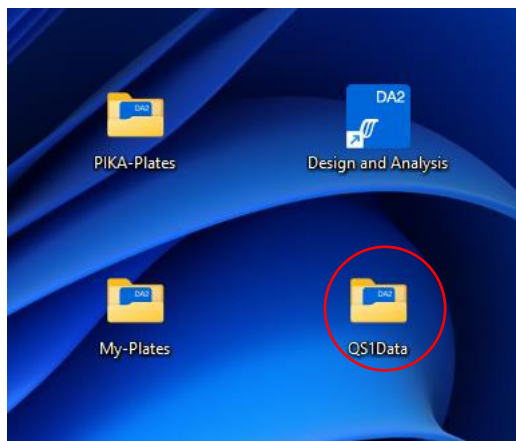 DA2
PIKA-Plates
DA2
Design and Analysis
DA2
My-Plates
DA2
QS1Data